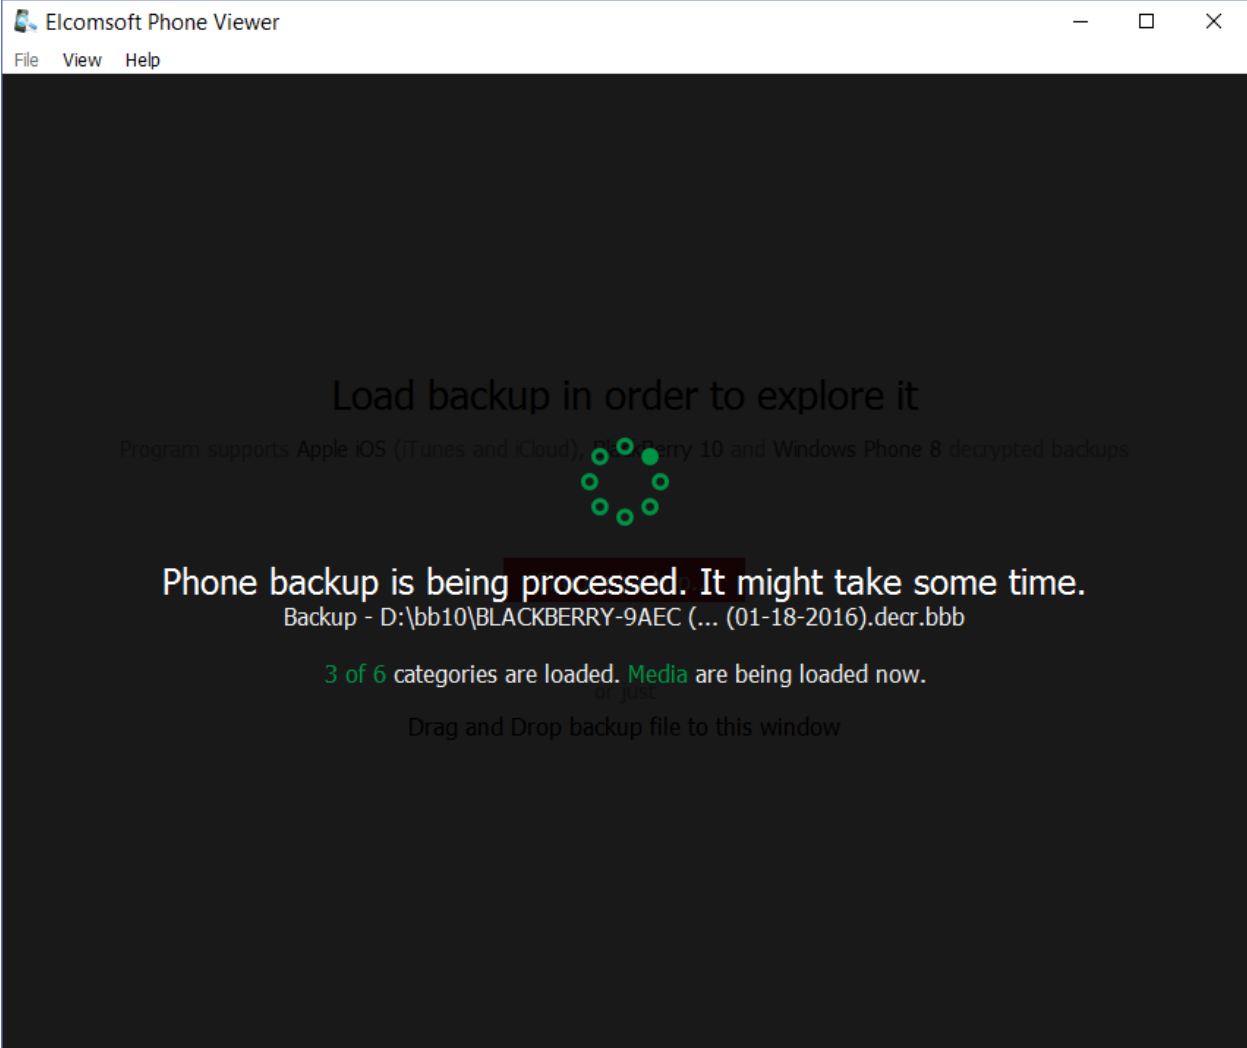 Elcomsoft Phone Viewer
File View Help
Load backup in order to explore it
Program supports Apple iOS (iTunes and iCloud), BlackBerry 10 and Windows Phone 8 decrypted backups
Phone backup is being processed. It might take some time.
Backup - D:\bb10\BLACKBERRY-9AEC (... (01-18-2016).decr.bbb
3 of 6 categories are loaded. Media are being loaded now.
or just
Drag and Drop backup file to this window